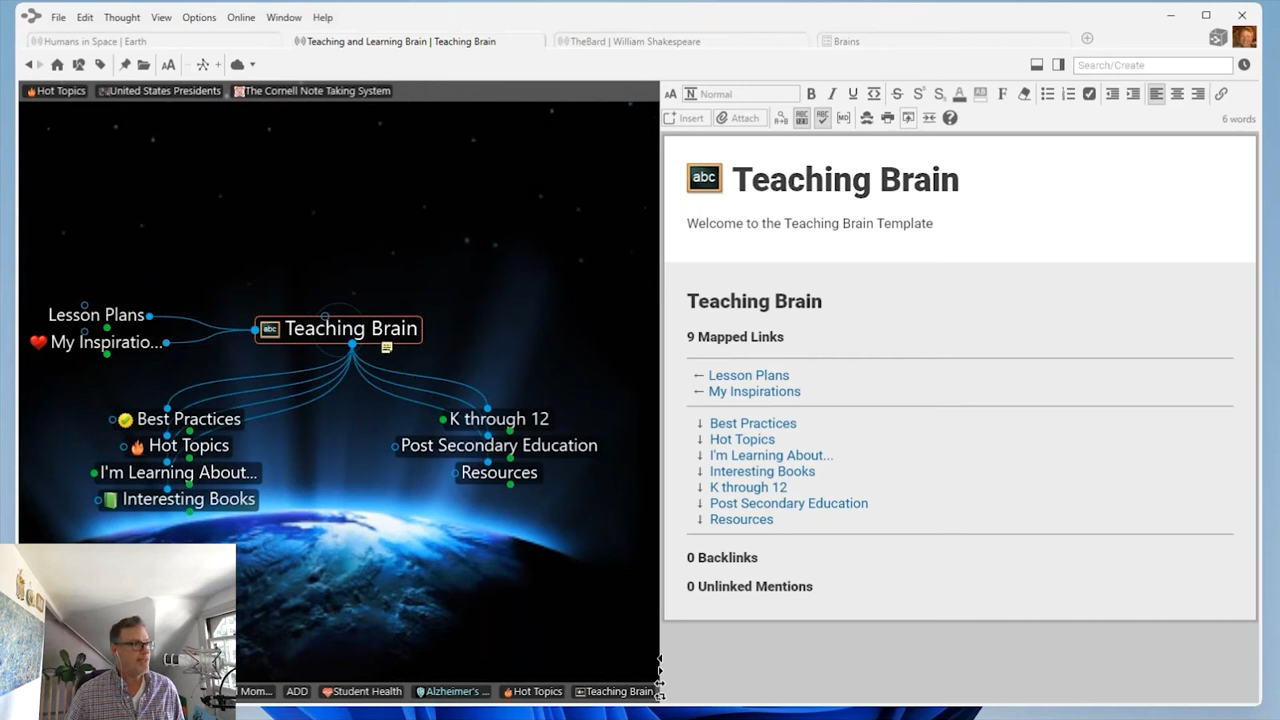 File Edit Thought View Options Online Window Help
Humans in Space | Earth
Teaching and Learning Brain | Teaching Brain
TheBard | William Shakespeare
Brains
Search/Create
Hot Topics
United States Presidents
The Cornell Note Taking System
Normal
Insert
Attach
6 words
abc Teaching Brain
Welcome to the Teaching Brain Template
Lesson Plans
My Inspiratio...
abc Teaching Brain
Best Practices
Hot Topics
I'm Learning About...
Interesting Books
K through 12
Post Secondary Education
Resources
Teaching Brain
9 Mapped Links
← Lesson Plans
← My Inspirations
↓ Best Practices
↓ Hot Topics
↓ I'm Learning About...
↓ Interesting Books
↓ K through 12
↓ Post Secondary Education
↓ Resources
0 Backlinks
0 Unlinked Mentions
Mom... ADD Student Health Alzheimer's ... Hot Topics Teaching Brain